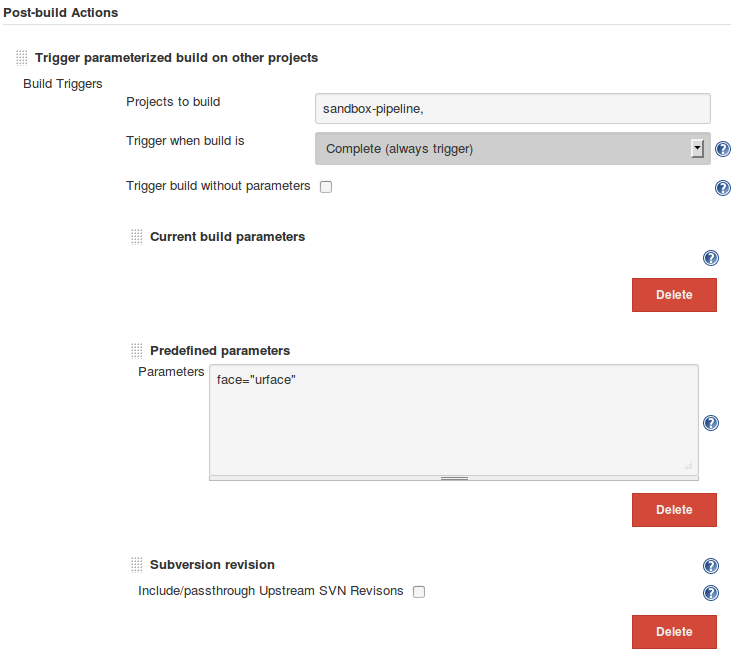 Post-build Actions
Trigger parameterized build on other projects
Build Triggers
Projects to build
sandbox-pipeline,
Trigger when build is
Complete (always trigger)
Trigger build without parameters
Current build parameters
Delete
Predefined parameters
Parameters
face="urface"
Delete
Subversion revision
Include/passthrough Upstream SVN Revisons
Delete